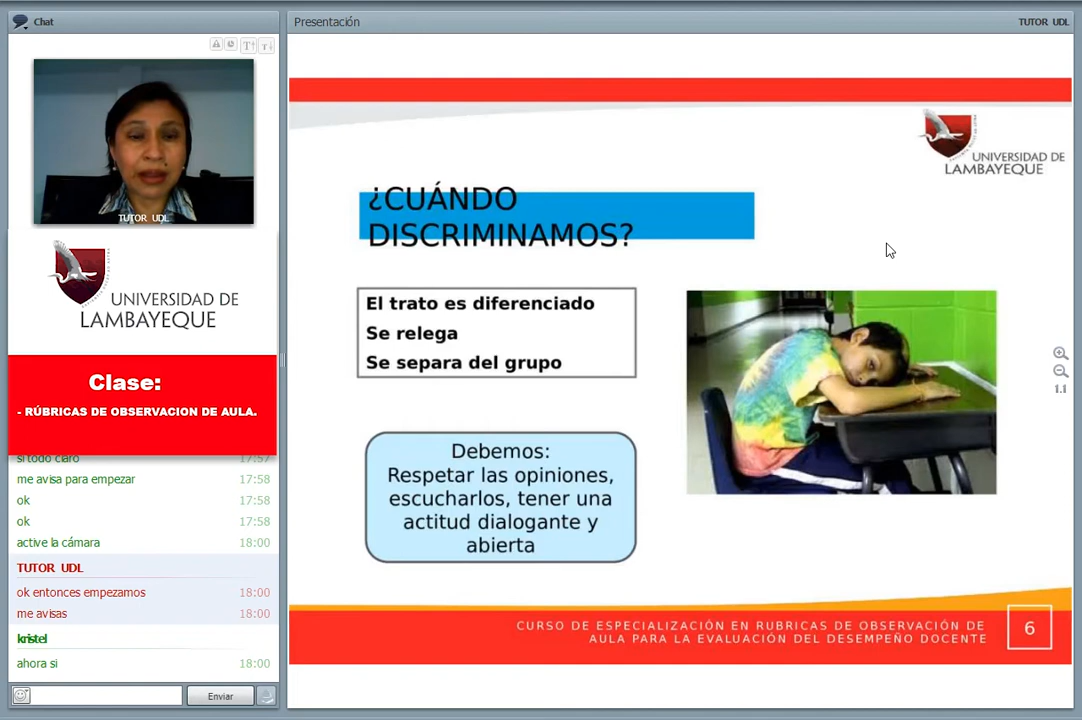 Chat
TUTOR UDL
UNIVERSIDAD DE
LAMBAYEQUE
Clase:
- RÚBRICAS DE OBSERVACION DE AULA.
si todo claro 17:57
me avisa para empezar 17:58
ok 17:58
ok 17:58
active la cámara 18:00
TUTOR UDL
ok entonces empezamos 18:00
me avisas 18:00
kristel
ahora si 18:00
Enviar
Presentación
TUTOR UDL
UNIVERSIDAD DE
LAMBAYEQUE
¿CUÁNDO
DISCRIMINAMOS?
El trato es diferenciado
Se relega
Se separa del grupo
Debemos:
Respetar las opiniones,
escucharlos, tener una
actitud dialogante y
abierta
1.1
CURSO DE ESPECIALIZACIÓN EN RUBRICAS DE OBSERVACIÓN DE
AULA PARA LA EVALUACIÓN DEL DESEMPEÑO DOCENTE
6